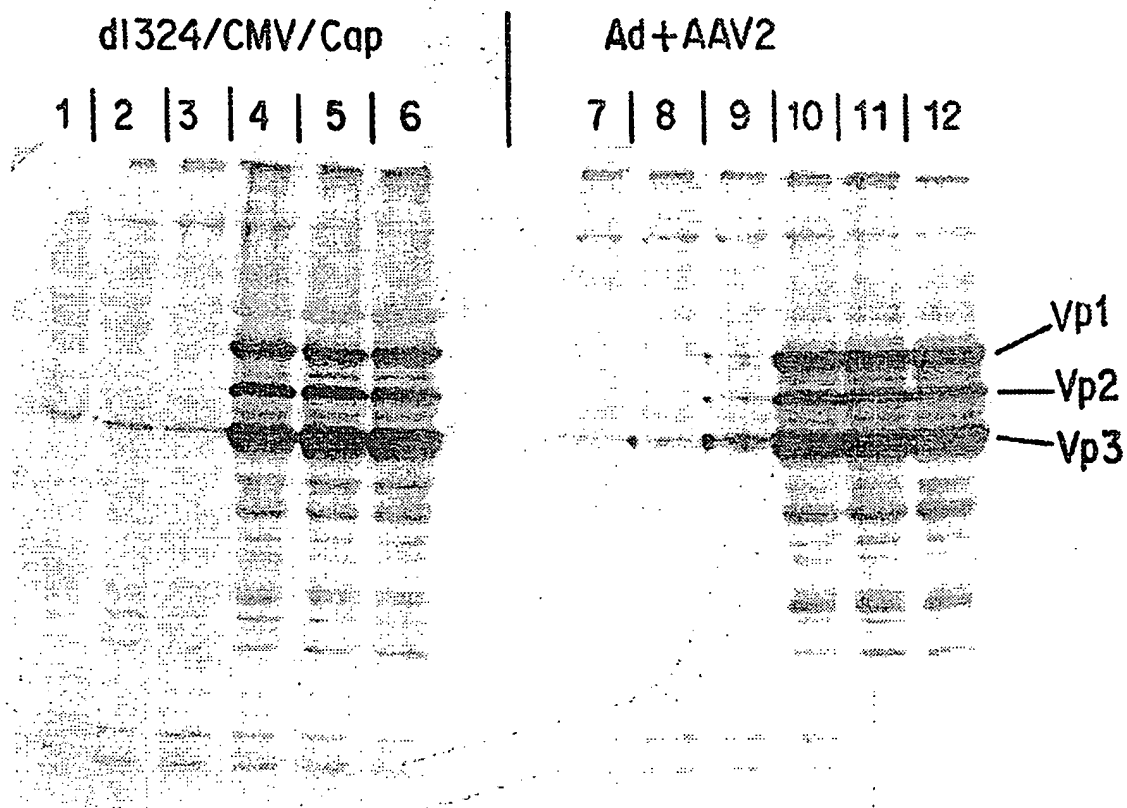 dl324/CMV/Cap Ad+AAV2
1 | 2 | 3 | 4 | 5 | 6 | 7 | 8 | 9 | 10 | 11 | 12
Vp1
Vp2
Vp3